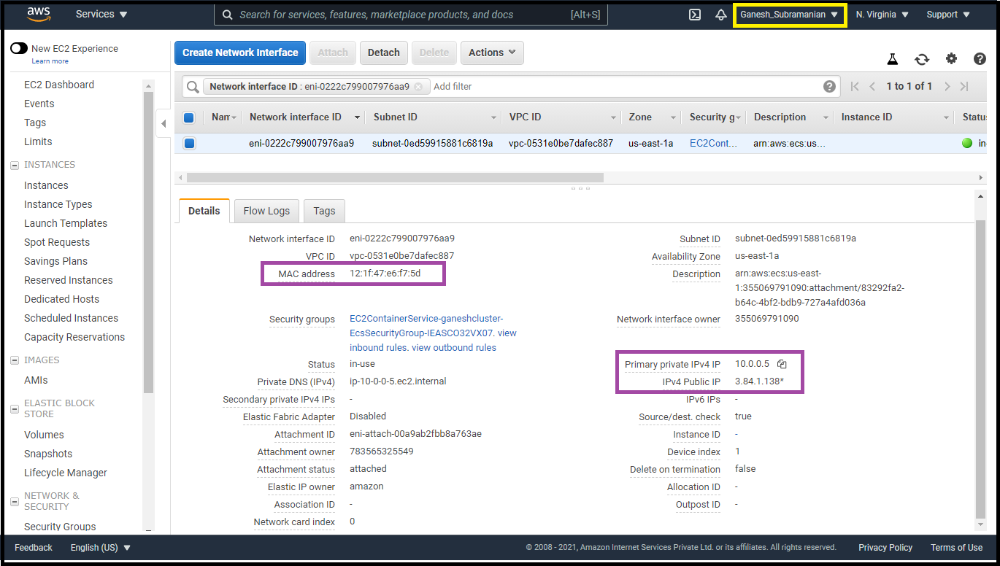 aws Services Search for services, features, marketplace products, and docs [Alt+S] Ganesh_Subramanian N. Virginia Support
New EC2 Experience
Learn more
EC2 Dashboard
Events
Tags
Limits
INSTANCES
Instances
Instance Types
Launch Templates
Spot Requests
Savings Plans
Reserved Instances
Dedicated Hosts
Scheduled Instances
Capacity Reservations
IMAGES
AMIs
ELASTIC BLOCK
STORE
Volumes
Snapshots
Lifecycle Manager
NETWORK &
SECURITY
Security Groups
Create Network Interface Attach Detach Delete Actions
Network interface ID : eni-0222c799007976aa9 Add filter 1 to 1 of 1
Nam Network interface ID Subnet ID VPC ID Zone Security g Description Instance ID Status
eni-0222c799007976aa9 subnet-0ed59915881c6819a vpc-0531e0be7dafec887 us-east-1a EC2Cont... arn:aws:ecs:us... in-
Details Flow Logs Tags
Network interface ID eni-0222c799007976aa9 Subnet ID subnet-0ed59915881c6819a
VPC ID vpc-0531e0be7dafec887 Availability Zone us-east-1a
MAC address 12:1f:47:e6:f7:5d Description arn:aws:ecs:us-east-
1:355069791090:attachment/83292fa2-
b64c-4bf2-bdb9-727a4afd036a
Security groups EC2ContainerService-ganeshcluster- Network interface owner 355069791090
EcsSecurityGroup-IEASCO32VX07. view
inbound rules. view outbound rules
Status in-use Primary private IPv4 IP 10.0.0.5
Private DNS (IPv4) ip-10-0-0-5.ec2.internal IPv4 Public IP 3.84.1.138*
Secondary private IPv4 IPs - IPv6 IPs -
Elastic Fabric Adapter Disabled Source/dest. check true
Attachment ID eni-attach-00a9ab2fbb8a763ae Instance ID -
Attachment owner 783565325549 Device index 1
Attachment status attached Delete on termination false
Elastic IP owner amazon Allocation ID -
Association ID - Outpost ID -
Network card index 0
Feedback English (US) © 2008 - 2021, Amazon Internet Services Private Ltd. or its affiliates. All rights reserved. Privacy Policy Terms of Use